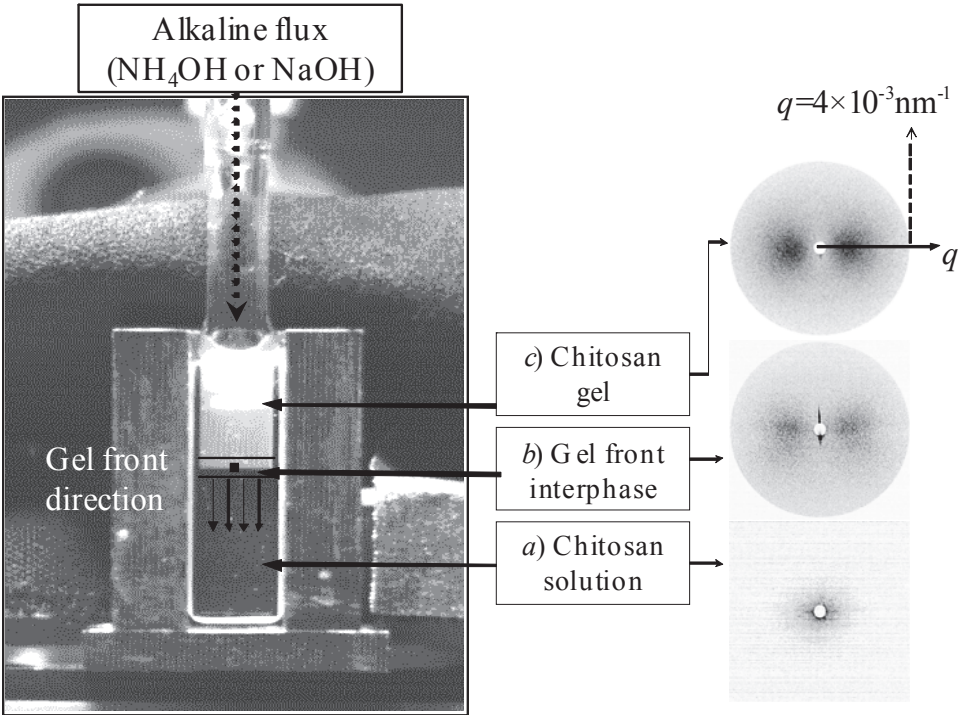 Alkaline flux
(NH₄OH or NaOH)
q=4×10⁻³nm⁻¹
q
c) Chitosan
gel
b) Gel front
interphase
a) Chitosan
solution
Gel front
direction